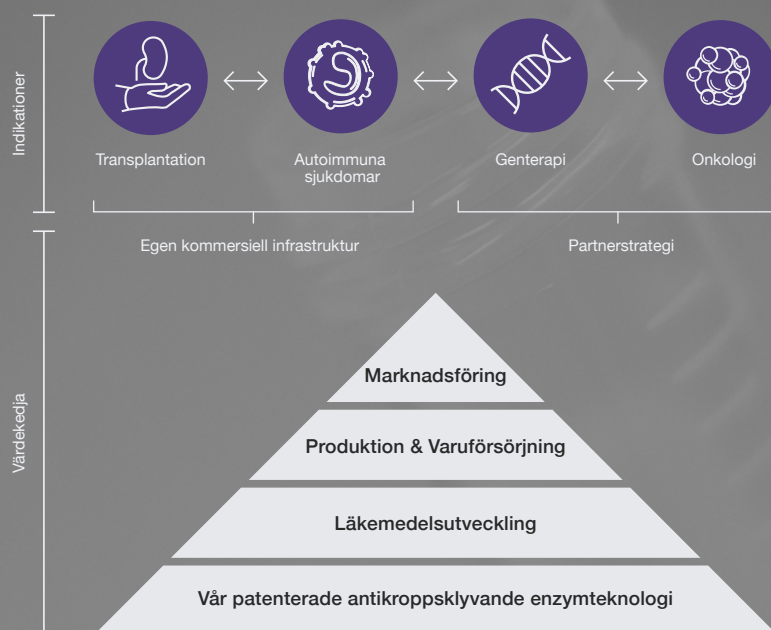 Indikationer
Transplantation
Autoimmuna
sjukdomar
Genterapi
Onkologi
Egen kommersiell infrastruktur
Partnerstrategi
Värdekedja
Marknadsföring
Produktion & Varuförsörjning
Läkemedelsutveckling
Vår patenterade antikroppsklyvande enzymteknologi